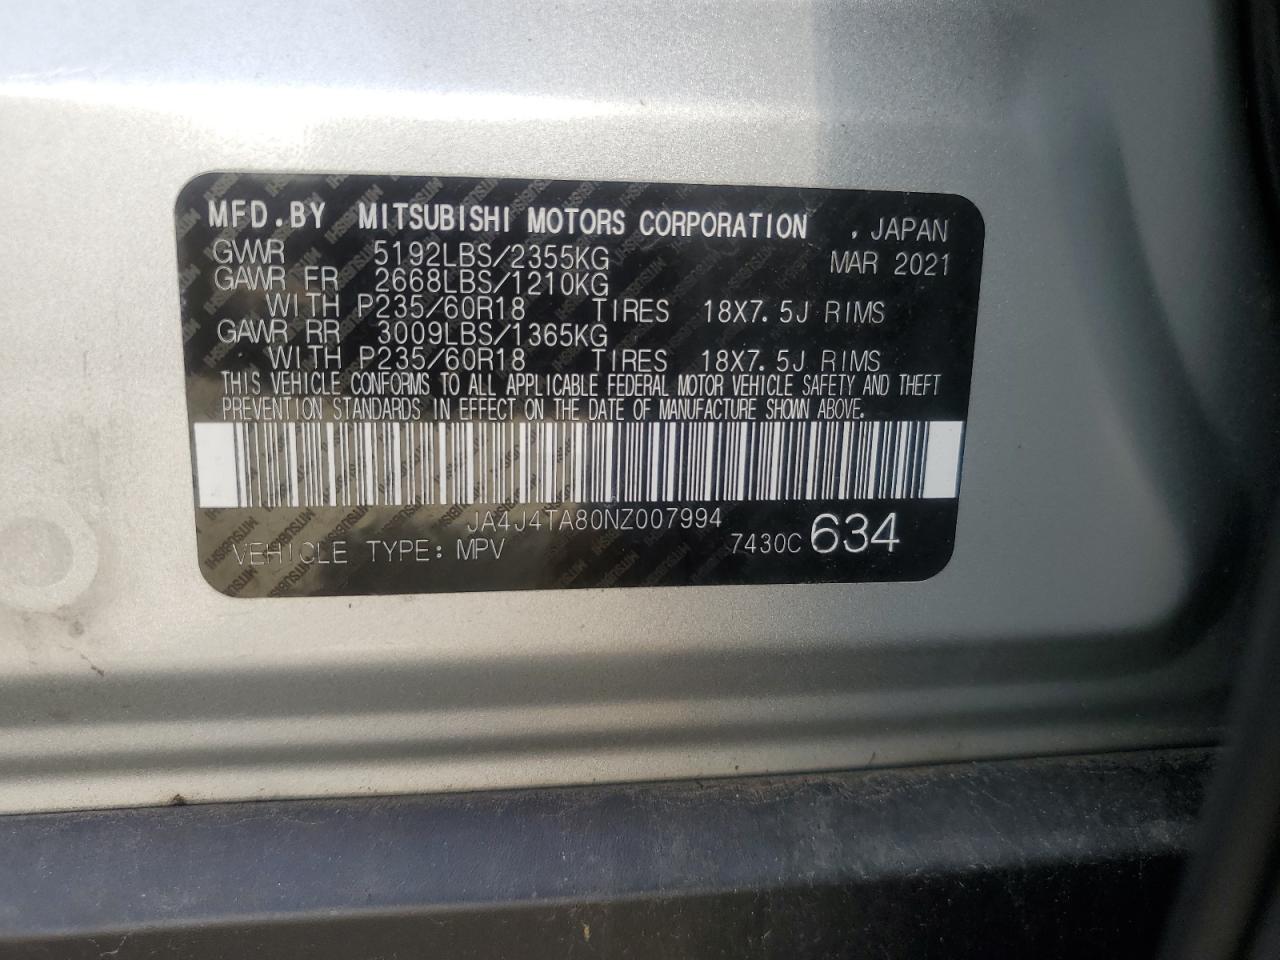 MFD.BY MITSUBISHI MOTORS CORPORATION , JAPAN
GVWR 5192LBS/2355KG MAR 2021
GAWR FR 2668LBS/1210KG
WITH P235/60R18 TIRES 18X7.5J RIMS
GAWR RR 3009LBS/1365KG
WITH P235/60R18 TIRES 18X7.5J RIMS
THIS VEHICLE CONFORMS TO ALL APPLICABLE FEDERAL MOTOR VEHICLE SAFETY AND THEFT
PREVENTION STANDARDS IN EFFECT ON THE DATE OF MANUFACTURE SHOWN ABOVE.
JA4J4TA80NZ007994
VEHICLE TYPE: MPV 7430C 634